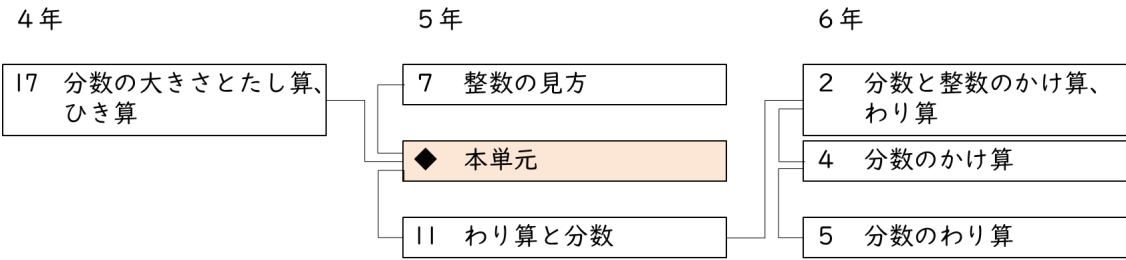 4年
5年
6年
17 分数の大きさとたし算、
ひき算
7 整数の見方
◆ 本単元
11 わり算と分数
2 分数と整数のかけ算、
わり算
4 分数のかけ算
5 分数のわり算